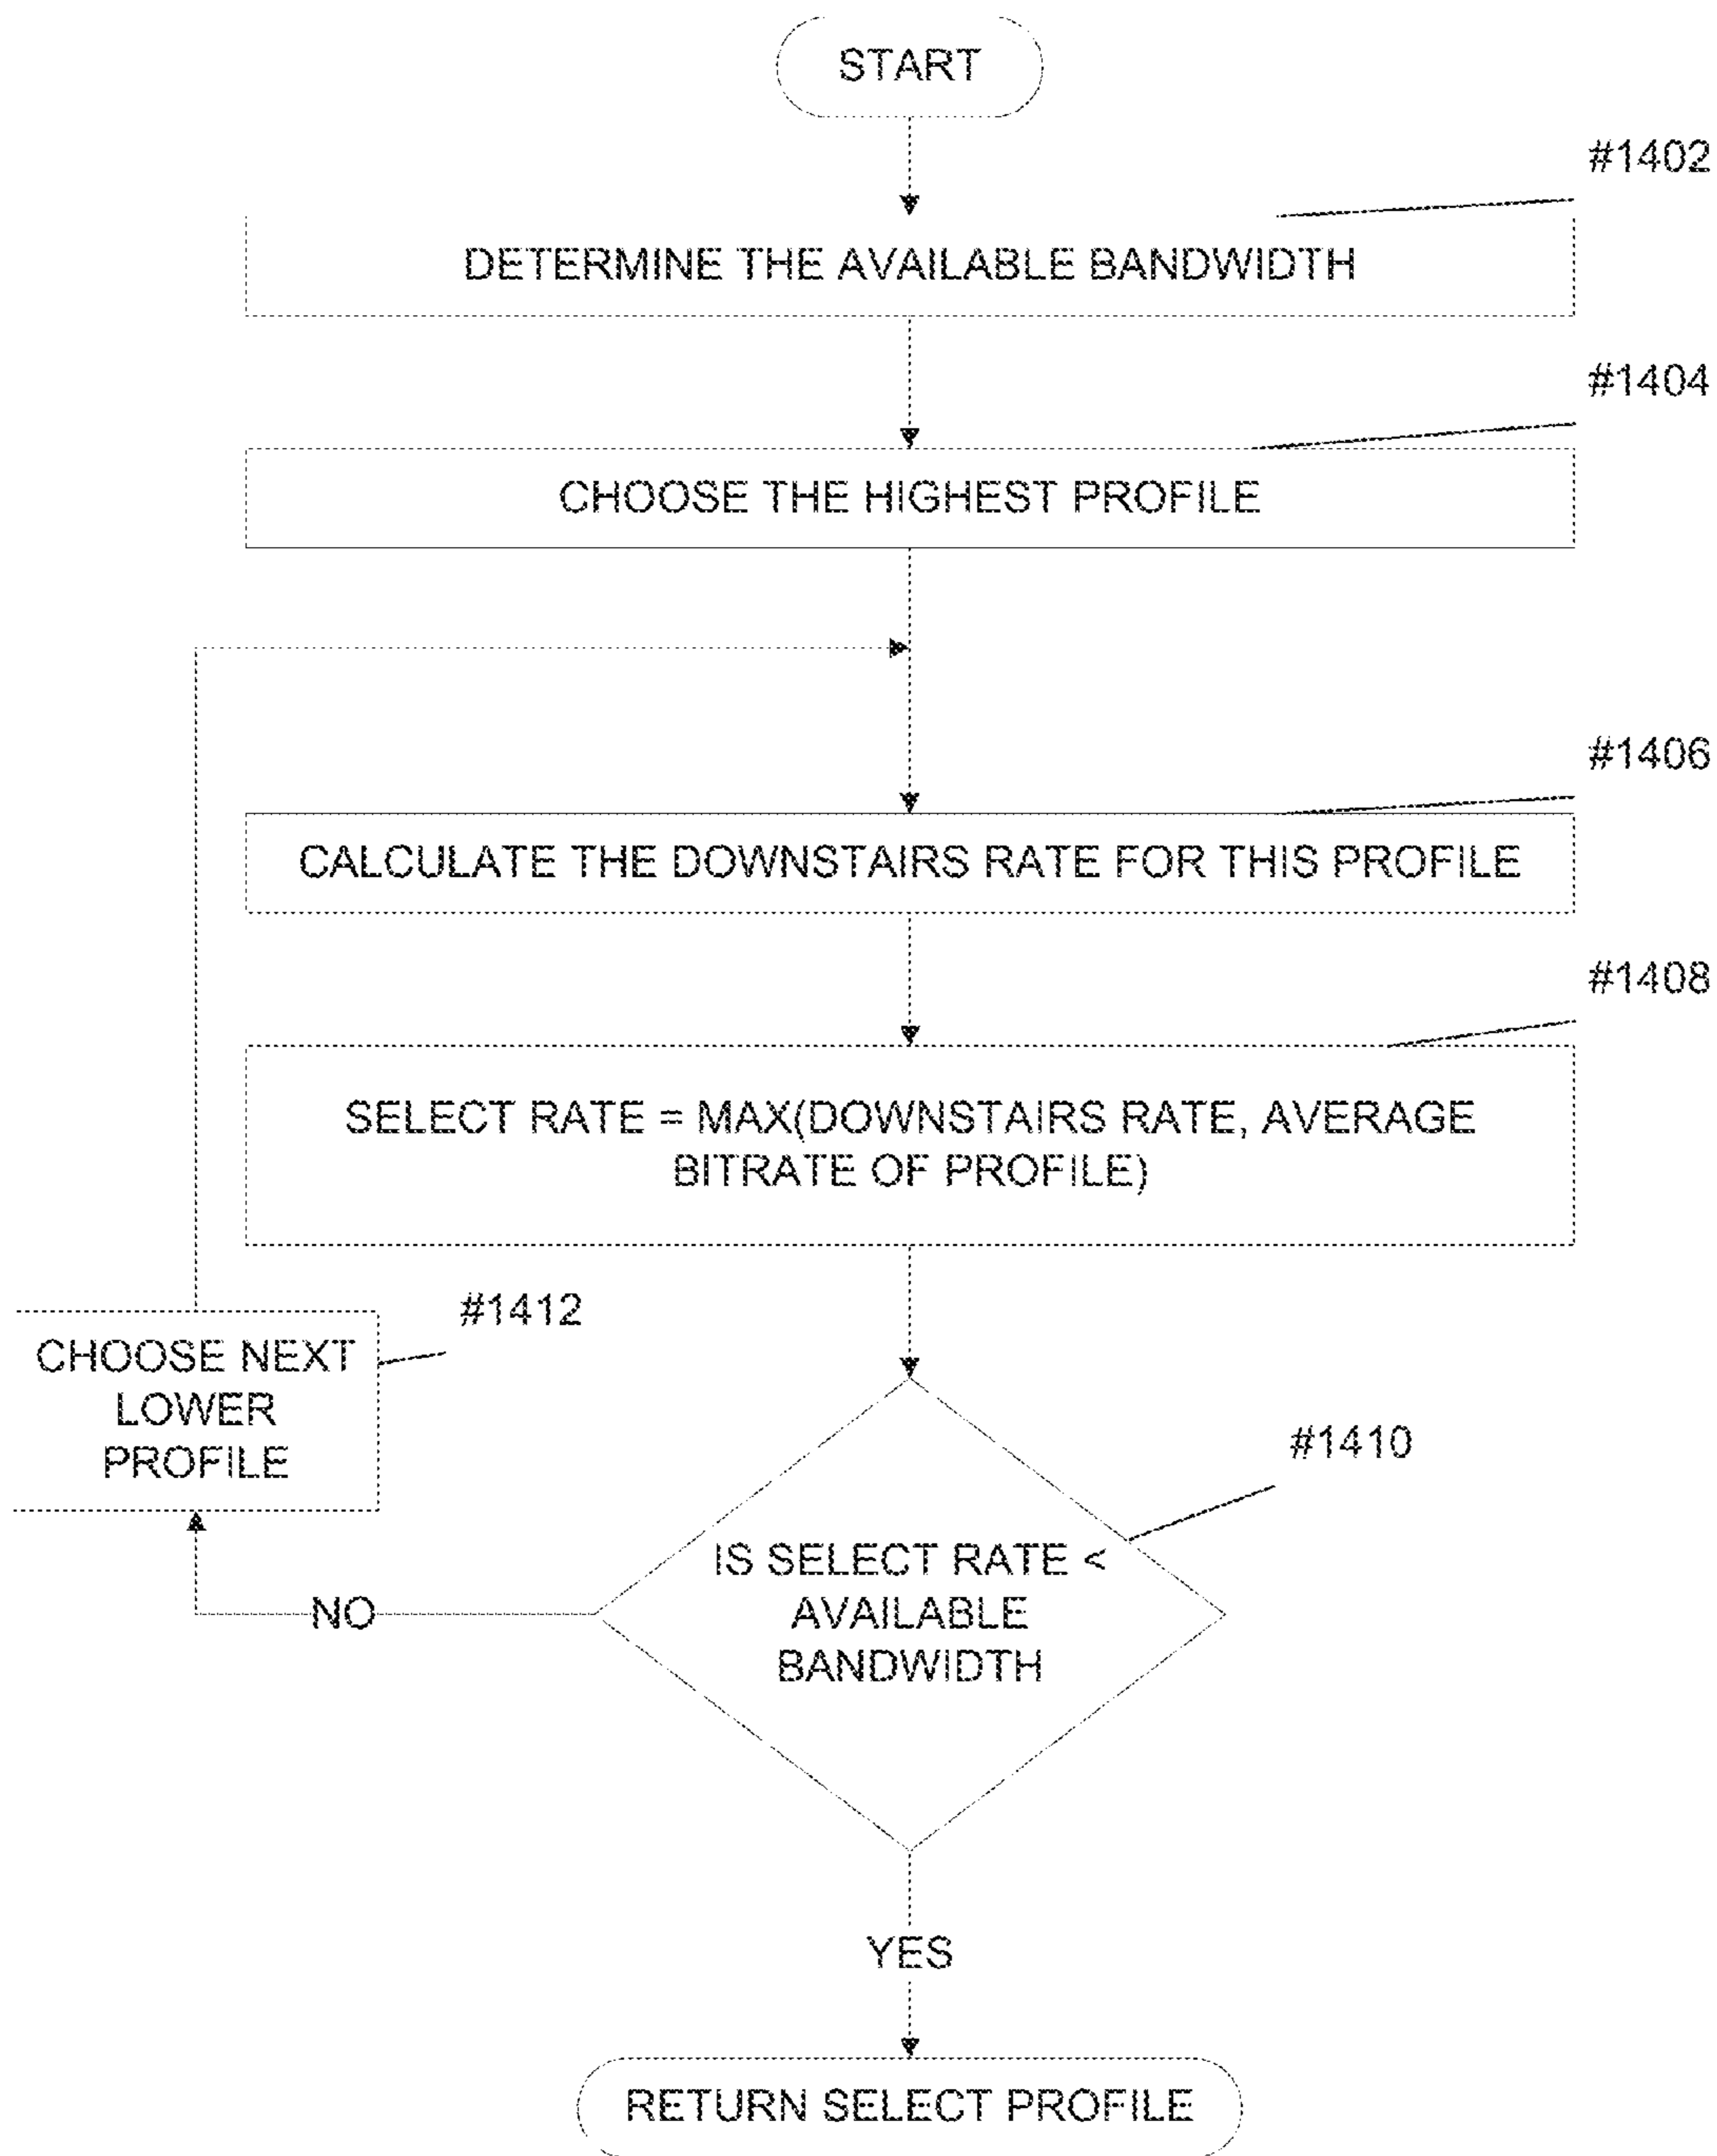 START
#1402
DETERMINE THE AVAILABLE BANDWIDTH
#1404
CHOOSE THE HIGHEST PROFILE
#1406
CALCULATE THE DOWNSTAIRS RATE FOR THIS PROFILE
#1408
SELECT RATE = MAX(DOWNSTAIRS RATE, AVERAGE
BITRATE OF PROFILE)
#1412
CHOOSE NEXT
LOWER
PROFILE
#1410
IS SELECT RATE <
AVAILABLE
BANDWIDTH
NO
YES
RETURN SELECT PROFILE